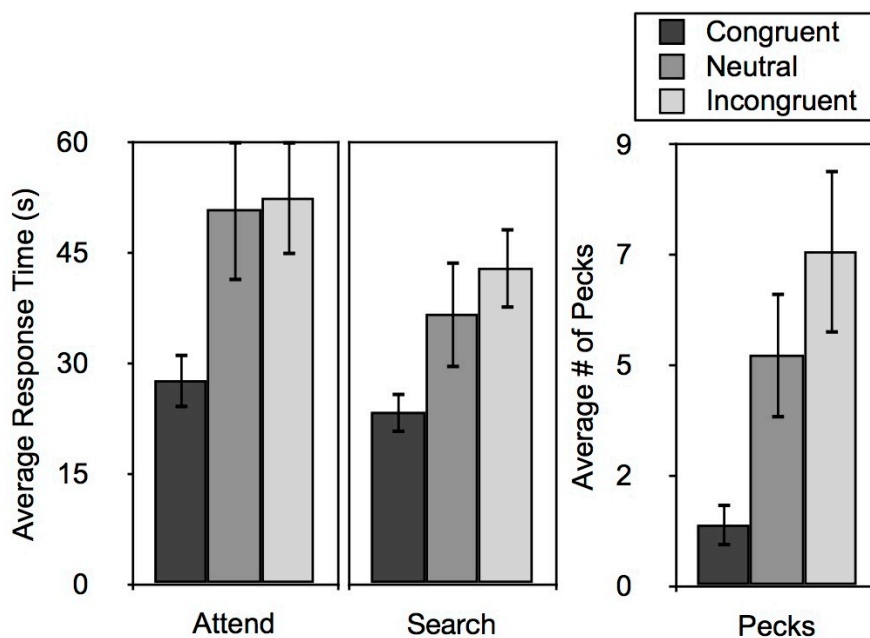 Congruent
Neutral
Incongruent
Average Response Time (s)
60
45
30
15
0
Attend
Search
Average # of Pecks
9
7
5
2
0
Pecks